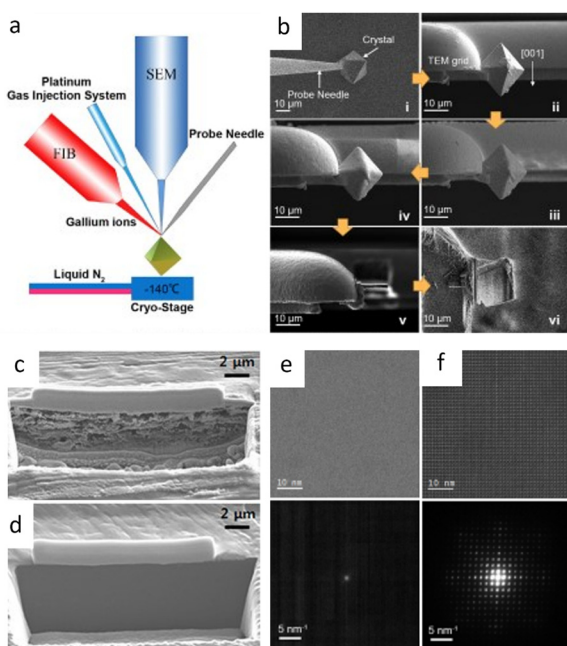 a
Platinum
Gas Injection System
SEM
Probe Needle
FIB
Gallium ions
Liquid N2
-140℃
Cryo-Stage
b
Crystal
Probe Needle
10 μm
i
TEM grid
[001]
10 μm
ii
10 μm
iv
10 μm
iii
10 μm
v
10 μm
vi
c
2 μm
d
2 μm
e
10 nm
5 nm⁻¹
f
10 nm
5 nm⁻¹